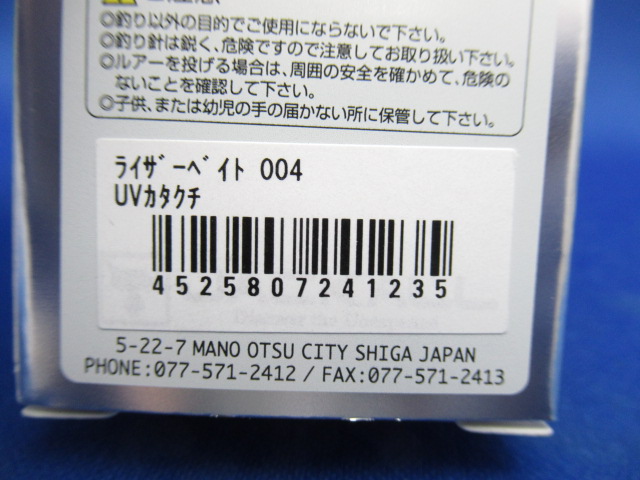 ◎釣り以外の目的でご使用にならないで下さい。
◎釣り針は鋭く、危険ですので注意してお取り扱い下さい。
◎ルアーを投げる場合は、周囲の安全を確かめて、危険の
ないことを確認して下さい。
◎子供、または幼児の手の届かない所に保管して下さい。
ﾗｲｻﾞｰﾍﾞｲﾄ 004
UVｶﾀｸﾁ
4525807241235
5-22-7 MANO OTSU CITY SHIGA JAPAN
PHONE:077-571-2412 / FAX:077-571-2413